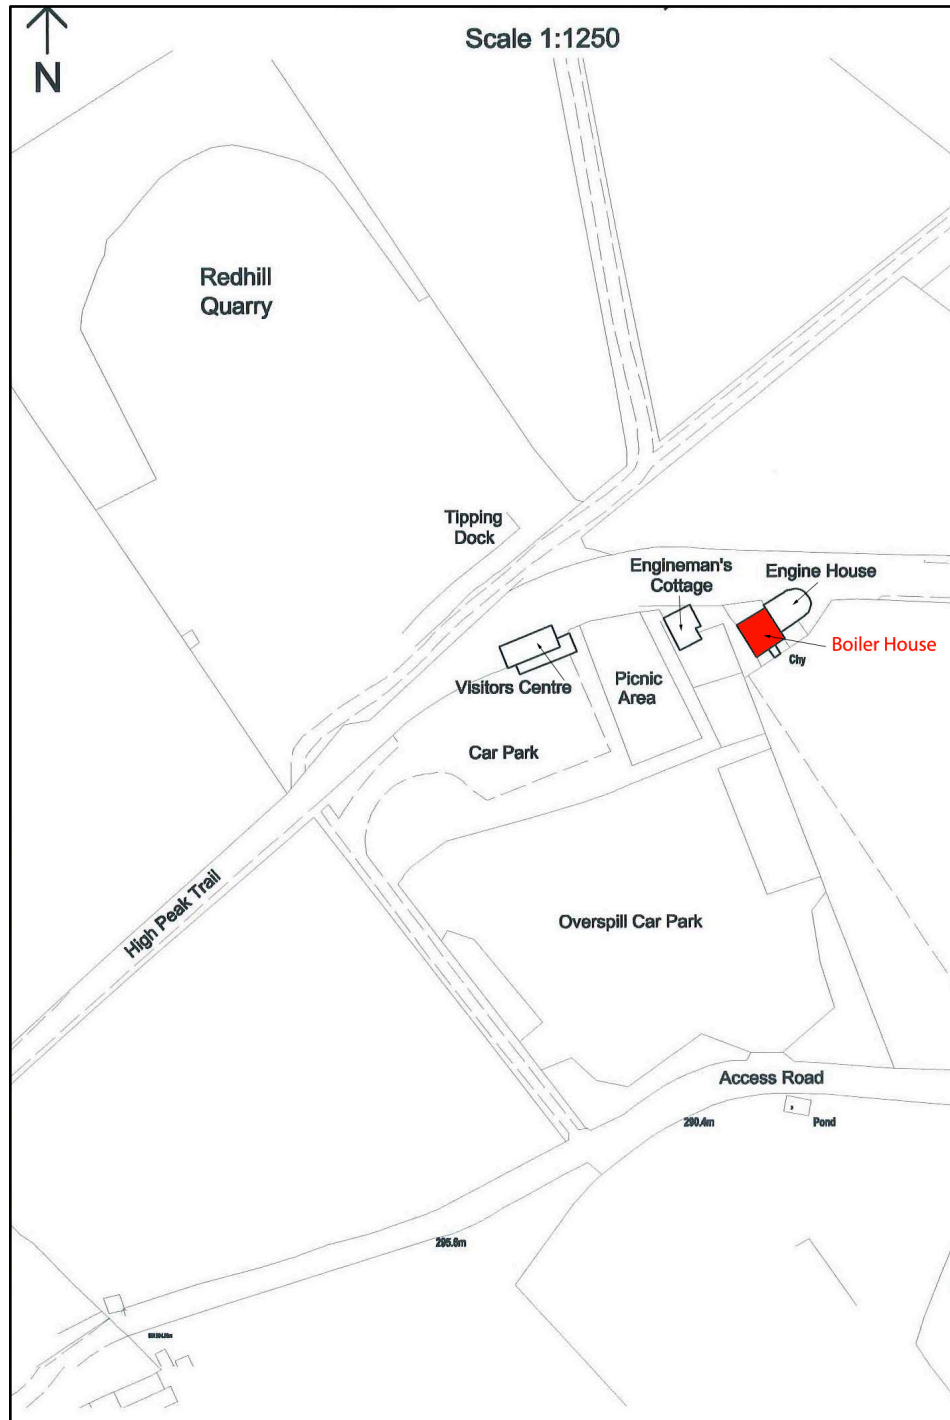 Scale 1:1250
N
Redhill
Quarry
Tipping
Dock
Engineman's
Cottage
Engine House
Boiler House
Chy
Visitors Centre
Picnic
Area
Car Park
High Peak Trail
Overspill Car Park
Access Road
290.4m
Pond
295.6m